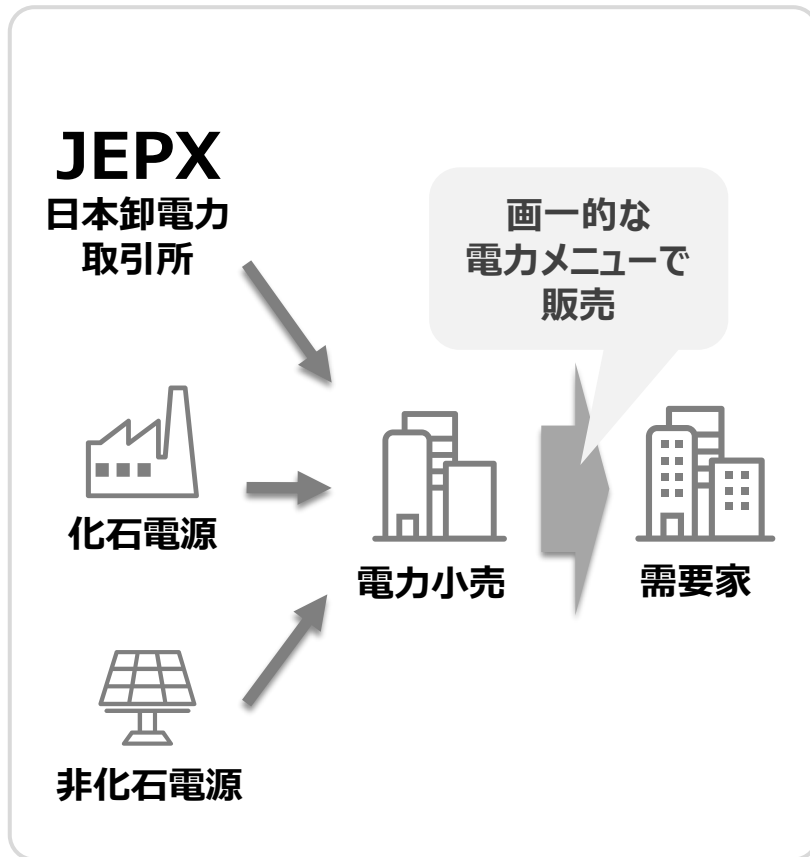 JEPX
日本卸電力
取引所
画一的な
電力メニューで
販売
化石電源
電力小売
需要家
非化石電源